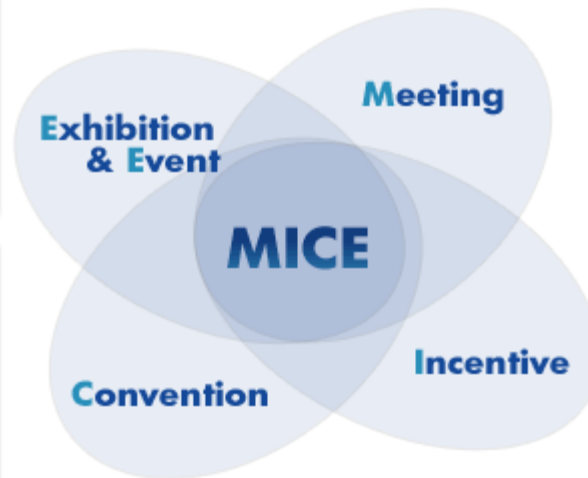 Meeting
Exhibition
& Event
MICE
Incentive
Convention